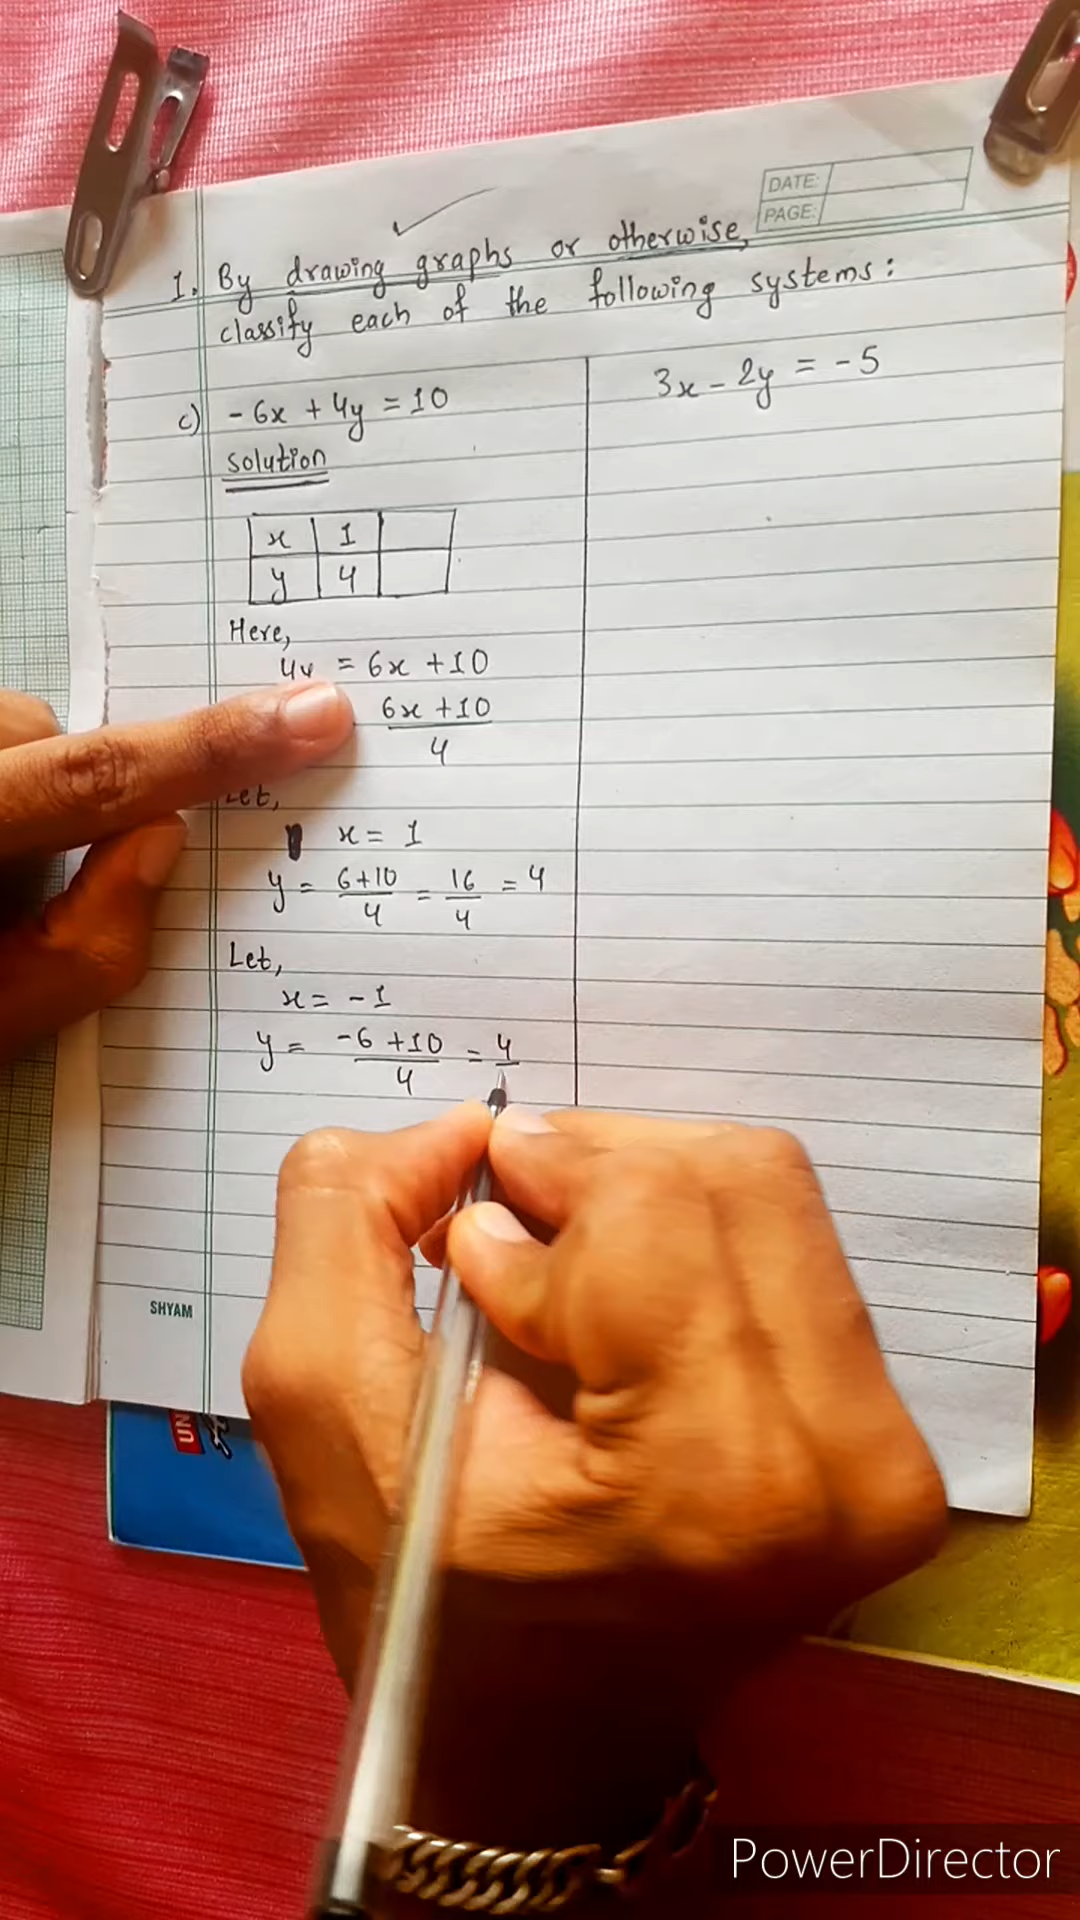 DATE:
PAGE:
1. By drawing graphs or otherwise,
classify each of the following systems:
c) -6x + 4y = 10
3x - 2y = -5
Solution
x 1
y 4
Here,
4y = 6x + 10
6x + 10
4
Let,
x = 1
y = 6+10/4 = 16/4 = 4
Let,
x = -1
y = -6 + 10/4 = 4
SHYAM
UN
PowerDirector